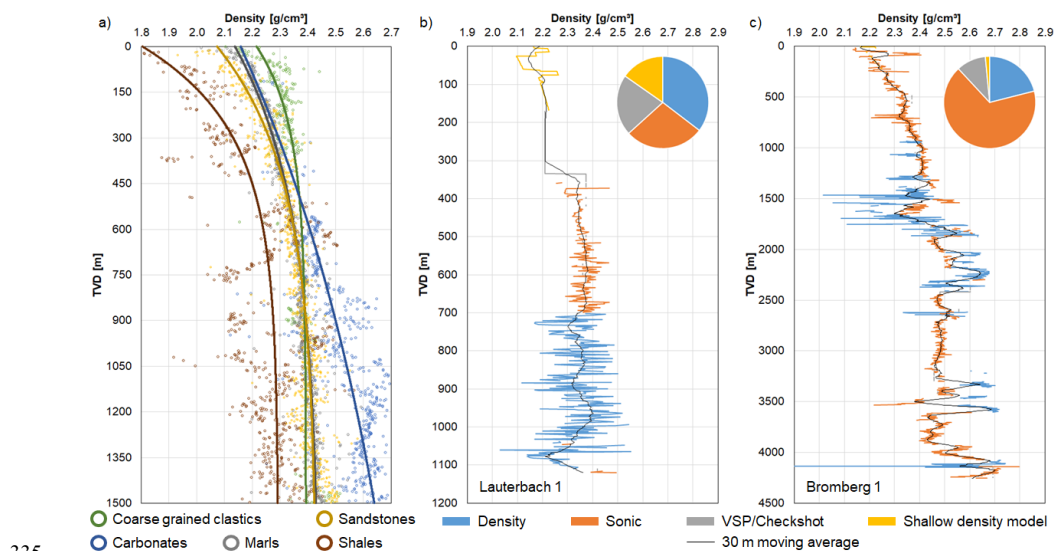 a) Density [g/cm³]
1.8 1.9 2.0 2.1 2.2 2.3 2.4 2.5 2.6 2.7
0
150
300
450
600
750
900
1050
1200
1350
1500
TVD [m]
b) Density [g/cm³]
1.9 2.0 2.1 2.2 2.3 2.4 2.5 2.6 2.7 2.8 2.9
0
100
200
300
400
500
600
700
800
900
1000
1100
1200
TVD [m]
Lauterbach 1
c) Density [g/cm³]
1.9 2.0 2.1 2.2 2.3 2.4 2.5 2.6 2.7 2.8 2.9
0
500
1000
1500
2000
2500
3000
3500
4000
4500
TVD [m]
Bromberg 1
Coarse grained clastics Sandstones
Carbonates Marls Shales
Density Sonic VSP/Checkshot Shallow density model
30 m moving average